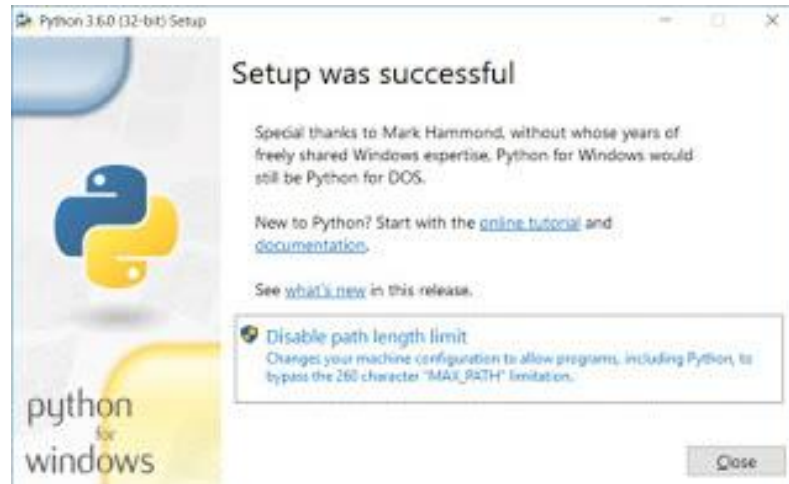 Python 3.6.0 (32-bit) Setup
Setup was successful
Special thanks to Mark Hammond, without whose years of
freely shared Windows expertise, Python for Windows would
still be Python for DOS.
New to Python? Start with the online tutorial and
documentation.
See what's new in this release.
Disable path length limit
Changes your machine configuration to allow programs, including Python, to
bypass the 260 character "MAX_PATH" limitation.
python
for
windows
Close